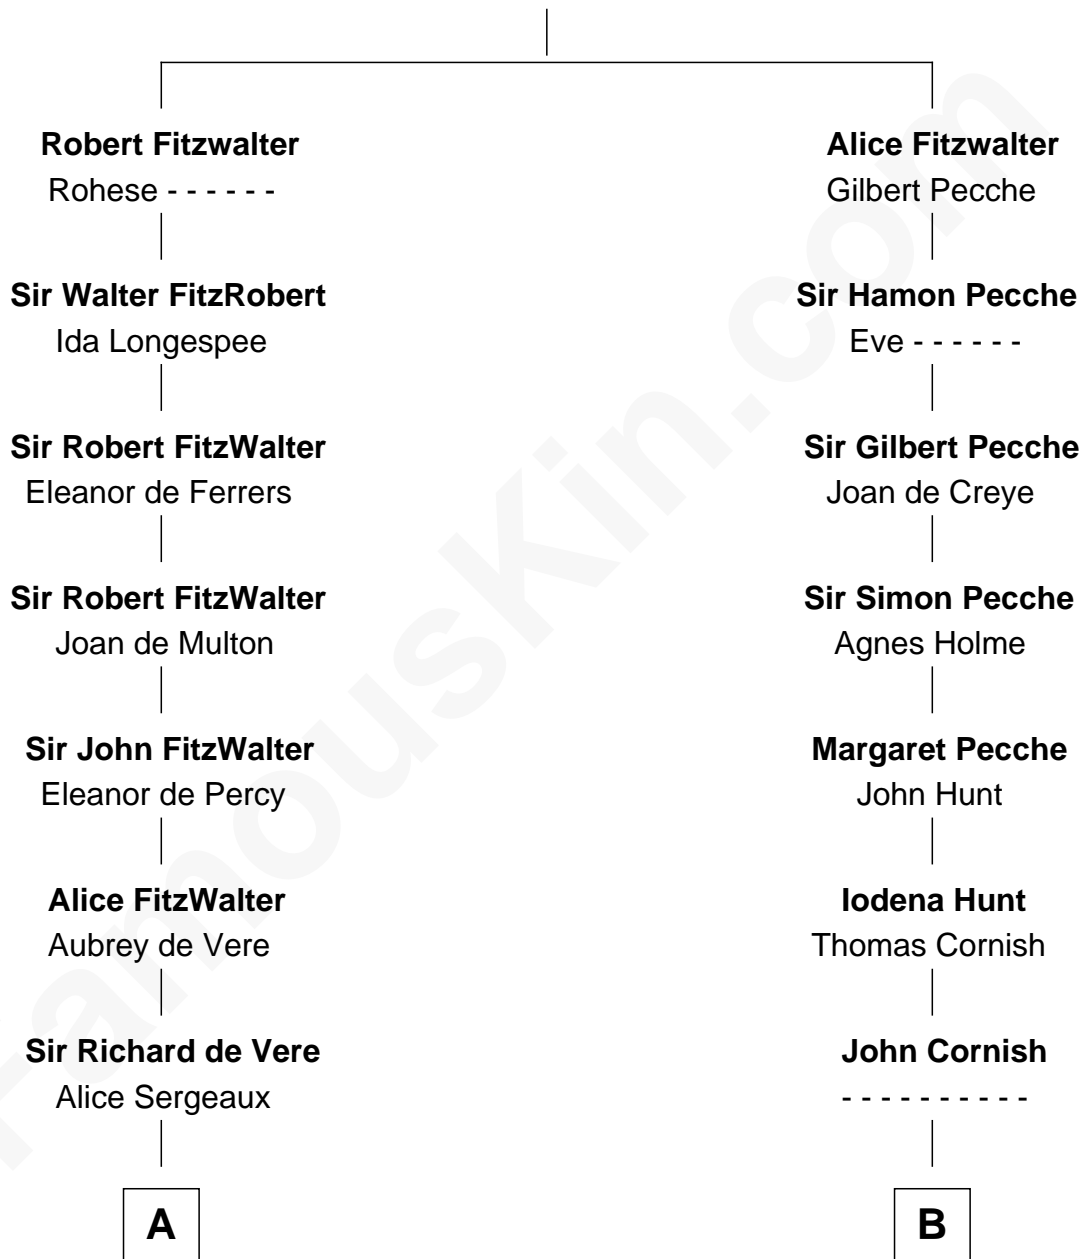 Robert Fitzwalter
Rohese - - - - - -
Alice Fitzwalter
Gilbert Pecche
Sir Walter FitzRobert
Ida Longespee
Sir Hamon Pecche
Eve - - - - - -
Sir Robert FitzWalter
Eleanor de Ferrers
Sir Gilbert Pecche
Joan de Creye
Sir Robert FitzWalter
Joan de Multon
Sir Simon Pecche
Agnes Holme
Sir John FitzWalter
Eleanor de Percy
Margaret Pecche
John Hunt
Alice FitzWalter
Aubrey de Vere
Iodena Hunt
Thomas Cornish
Sir Richard de Vere
Alice Sergeaux
John Cornish
- - - - - - - - - -
A
B
FamousKin.com